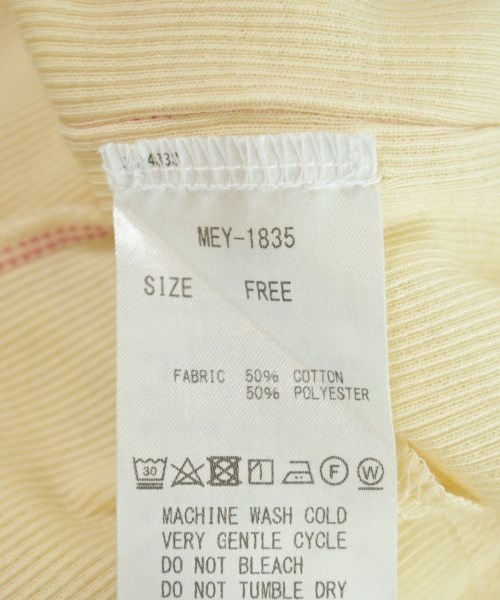 MEY-1835
SIZE FREE
FABRIC 50% COTTON
50% POLYESTER
30 F W
MACHINE WASH COLD
VERY GENTLE CYCLE
DO NOT BLEACH
DO NOT TUMBLE DRY